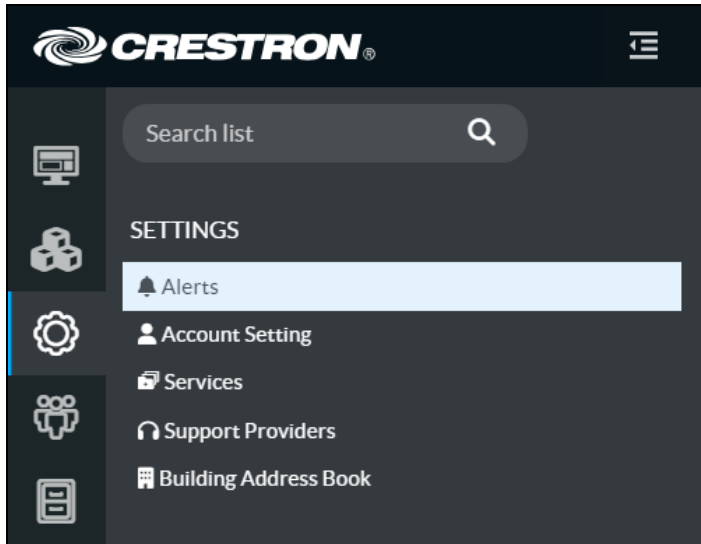 CRESTRON®
Search list
SETTINGS
Alerts
Account Setting
Services
Support Providers
Building Address Book